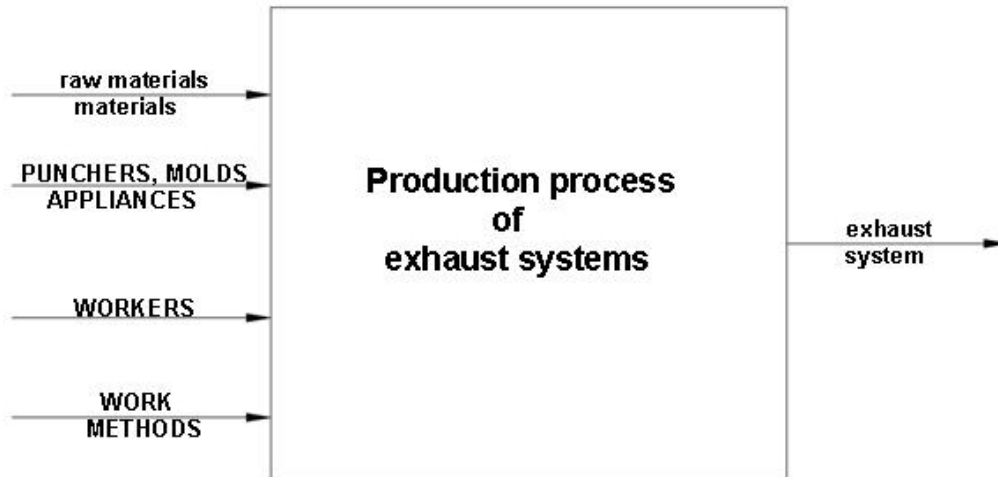 raw materials
materials
PUNCHERS, MOLDS
APPLIANCES
WORKERS
WORK
METHODS
Production process
of
exhaust systems
exhaust
system